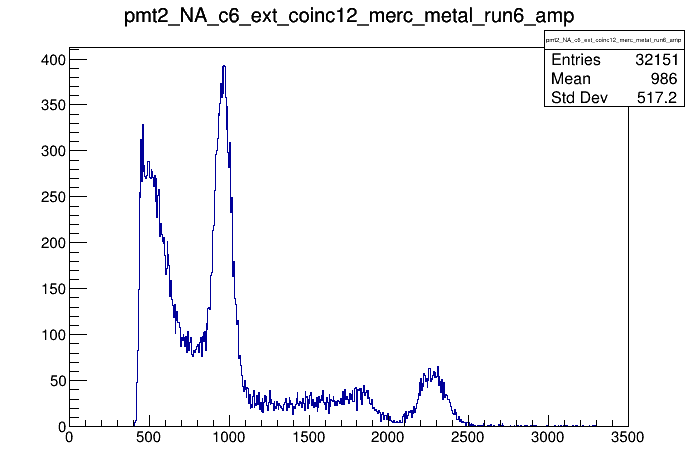 pmt2_NA_c6_ext_coinc12_merc_metal_run6_amp
pmt2_NA_c6_ext_coinc12_merc_metal_run6_amp
Entries 32151
Mean 986
Std Dev 517.2
400
350
300
250
200
150
100
50
0
0 500 1000 1500 2000 2500 3000 3500